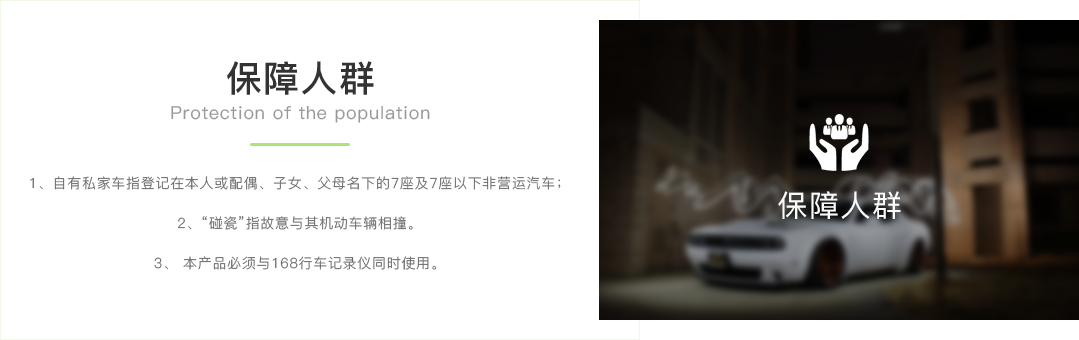 保障人群
Protection of the population
1、自有私家车指登记在本人或配偶、子女、父母名下的7座及7座以下非营运汽车；
2、“碰瓷”指故意与其机动车辆相撞。
3、 本产品必须与168行车记录仪同时使用。
保障人群